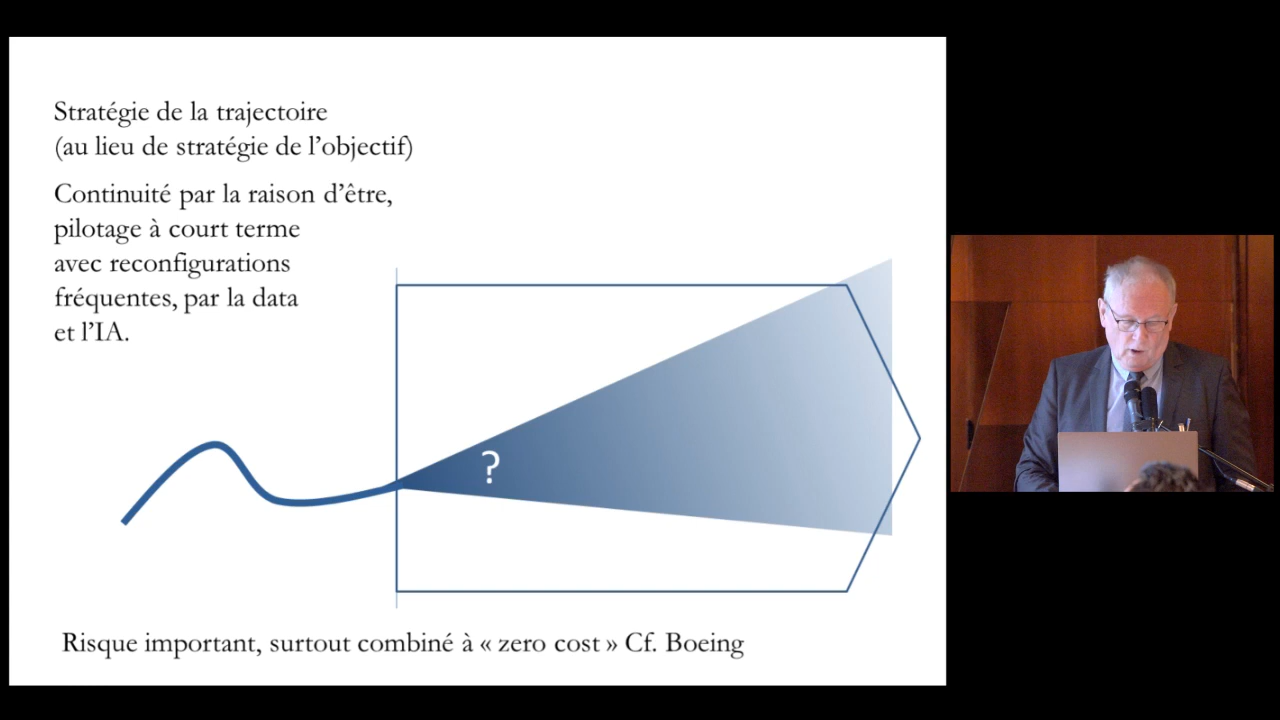 Stratégie de la trajectoire
(au lieu de stratégie de l’objectif)
Continuité par la raison d’être,
pilotage à court terme
avec reconfigurations
fréquentes, par la data
et l’IA.
?
Risque important, surtout combiné à « zero cost » Cf. Boeing